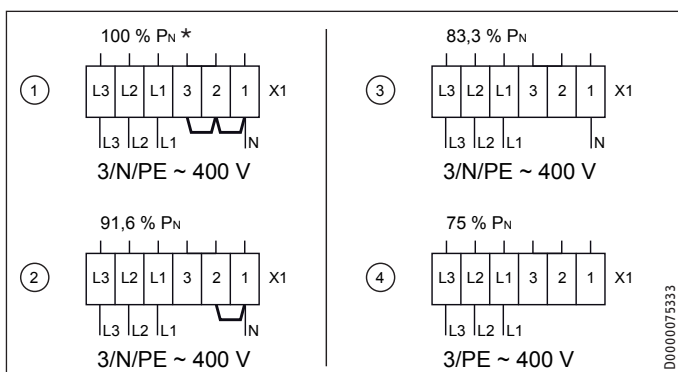 100 % PN *
1
L3 L2 L1 3 2 1 X1
L3 L2 L1 N
3/N/PE ~ 400 V
91,6 % PN
2
L3 L2 L1 3 2 1 X1
L3 L2 L1 N
3/N/PE ~ 400 V
83,3 % PN
3
L3 L2 L1 3 2 1 X1
L3 L2 L1 N
3/N/PE ~ 400 V
75 % PN
4
L3 L2 L1 3 2 1 X1
L3 L2 L1
3/PE ~ 400 V
D0000075333